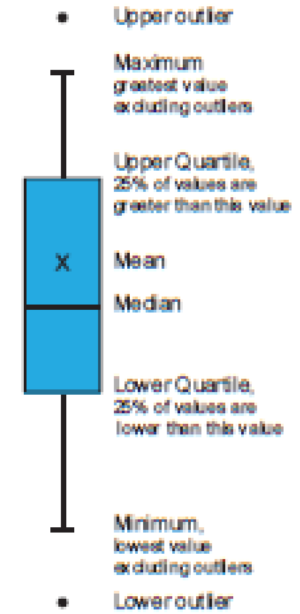 Upper outlier
Maximum
greatest value
excluding outliers
Upper Quartile,
25% of values are
greater than this value
X
Mean
Median
Lower Quartile,
25% of values are
lower than this value
Minimum,
lowest value
excluding outliers
Lower outlier